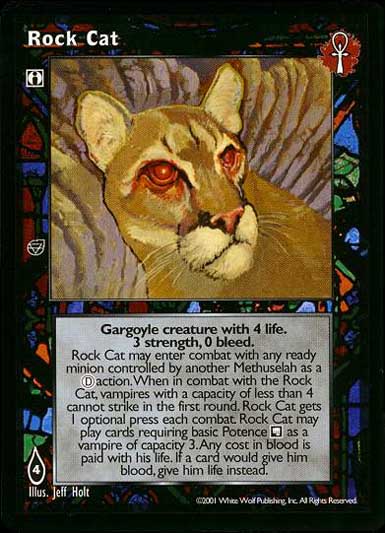 Rock Cat
Gargoyle creature with 4 life.
3 strength, 0 bleed.
Rock Cat may enter combat with any ready
minion controlled by another Methuselah as a
Ⓓ action. When in combat with the Rock
Cat, vampires with a capacity of less than 4
cannot strike in the first round. Rock Cat gets
1 optional press each combat. Rock Cat may
play cards requiring basic Potence as a
vampire of capacity 3. Any cost in blood is
paid with his life. If a card would give him
blood, give him life instead.
4
Illus. Jeff Holt
©2001 White Wolf Publishing, Inc. All Rights Reserved.